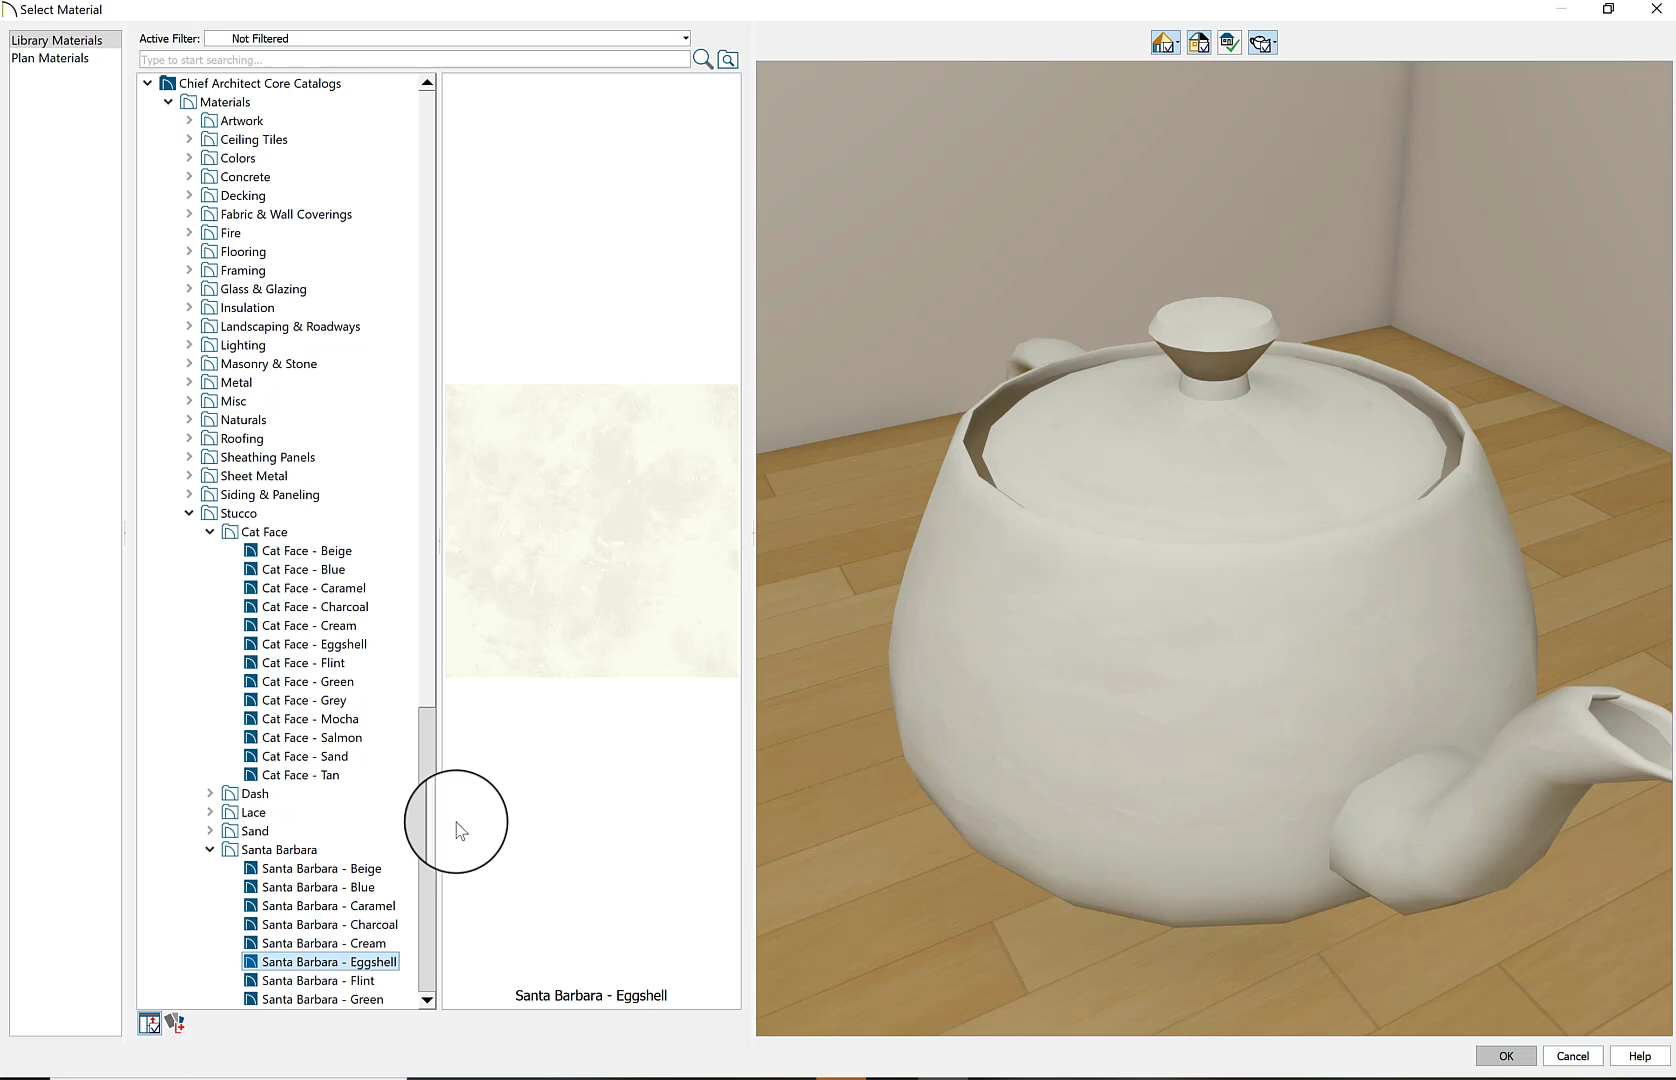 Select Material
Library Materials
Plan Materials
Active Filter: Not Filtered
Type to start searching...
Chief Architect Core Catalogs
Materials
Artwork
Ceiling Tiles
Colors
Concrete
Decking
Fabric & Wall Coverings
Fire
Flooring
Framing
Glass & Glazing
Insulation
Landscaping & Roadways
Lighting
Masonry & Stone
Metal
Misc
Naturals
Roofing
Sheathing Panels
Sheet Metal
Siding & Paneling
Stucco
Cat Face
Cat Face - Beige
Cat Face - Blue
Cat Face - Caramel
Cat Face - Charcoal
Cat Face - Cream
Cat Face - Eggshell
Cat Face - Flint
Cat Face - Green
Cat Face - Grey
Cat Face - Mocha
Cat Face - Salmon
Cat Face - Sand
Cat Face - Tan
Dash
Lace
Sand
Santa Barbara
Santa Barbara - Beige
Santa Barbara - Blue
Santa Barbara - Caramel
Santa Barbara - Charcoal
Santa Barbara - Cream
Santa Barbara - Eggshell
Santa Barbara - Flint
Santa Barbara - Green
Santa Barbara - Eggshell
OK
Cancel
Help